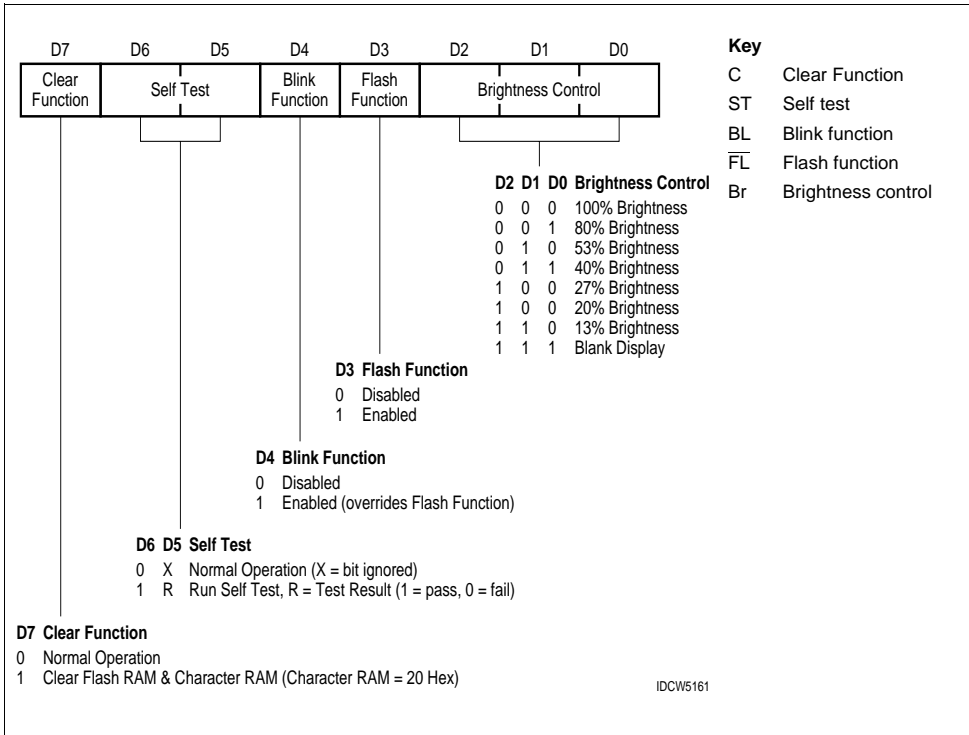 D7 D6 D5 D4 D3 D2 D1 D0
Clear Function
Self Test
Blink Function
Flash Function
Brightness Control
Key
C Clear Function
ST Self test
BL Blink function
F̅L̅ Flash function
Br Brightness control
D2 D1 D0 Brightness Control
0 0 0 100% Brightness
0 0 1 80% Brightness
0 1 0 53% Brightness
0 1 1 40% Brightness
1 0 0 27% Brightness
1 0 0 20% Brightness
1 1 0 13% Brightness
1 1 1 Blank Display
D3 Flash Function
0 Disabled
1 Enabled
D4 Blink Function
0 Disabled
1 Enabled (overrides Flash Function)
D6 D5 Self Test
0 X Normal Operation (X = bit ignored)
1 R Run Self Test, R = Test Result (1 = pass, 0 = fail)
D7 Clear Function
0 Normal Operation
1 Clear Flash RAM & Character RAM (Character RAM = 20 Hex)
IDCW5161